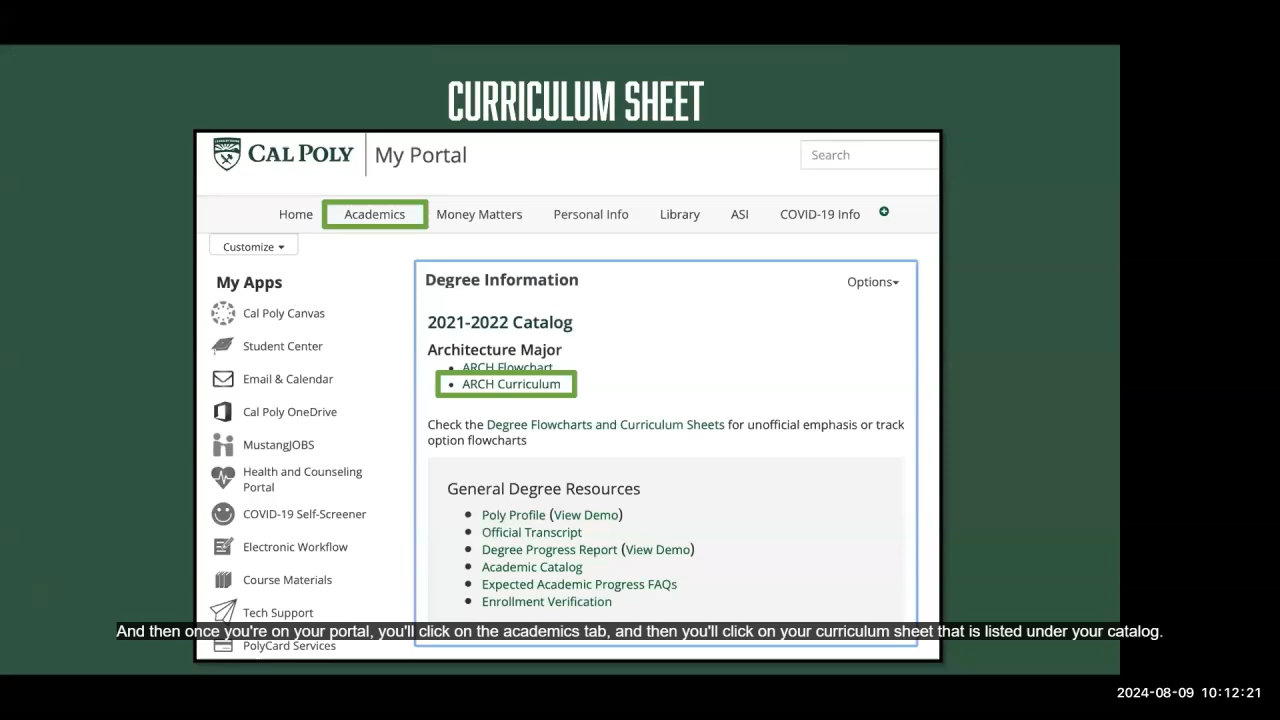 CURRICULUM SHEET
CAL POLY My Portal Search
Home Academics Money Matters Personal Info Library ASI COVID-19 Info
Customize
My Apps
Cal Poly Canvas
Student Center
Email & Calendar
Cal Poly OneDrive
MustangJOBS
Health and Counseling
Portal
COVID-19 Self-Screener
Electronic Workflow
Course Materials
Tech Support
PolyCard Services
Degree Information Options
2021-2022 Catalog
Architecture Major
• ARCH Flowchart
• ARCH Curriculum
Check the Degree Flowcharts and Curriculum Sheets for unofficial emphasis or track
option flowcharts
General Degree Resources
• Poly Profile (View Demo)
• Official Transcript
• Degree Progress Report (View Demo)
• Academic Catalog
• Expected Academic Progress FAQs
• Enrollment Verification
And then once you're on your portal, you'll click on the academics tab, and then you'll click on your curriculum sheet that is listed under your catalog.
2024-08-09 10:12:21